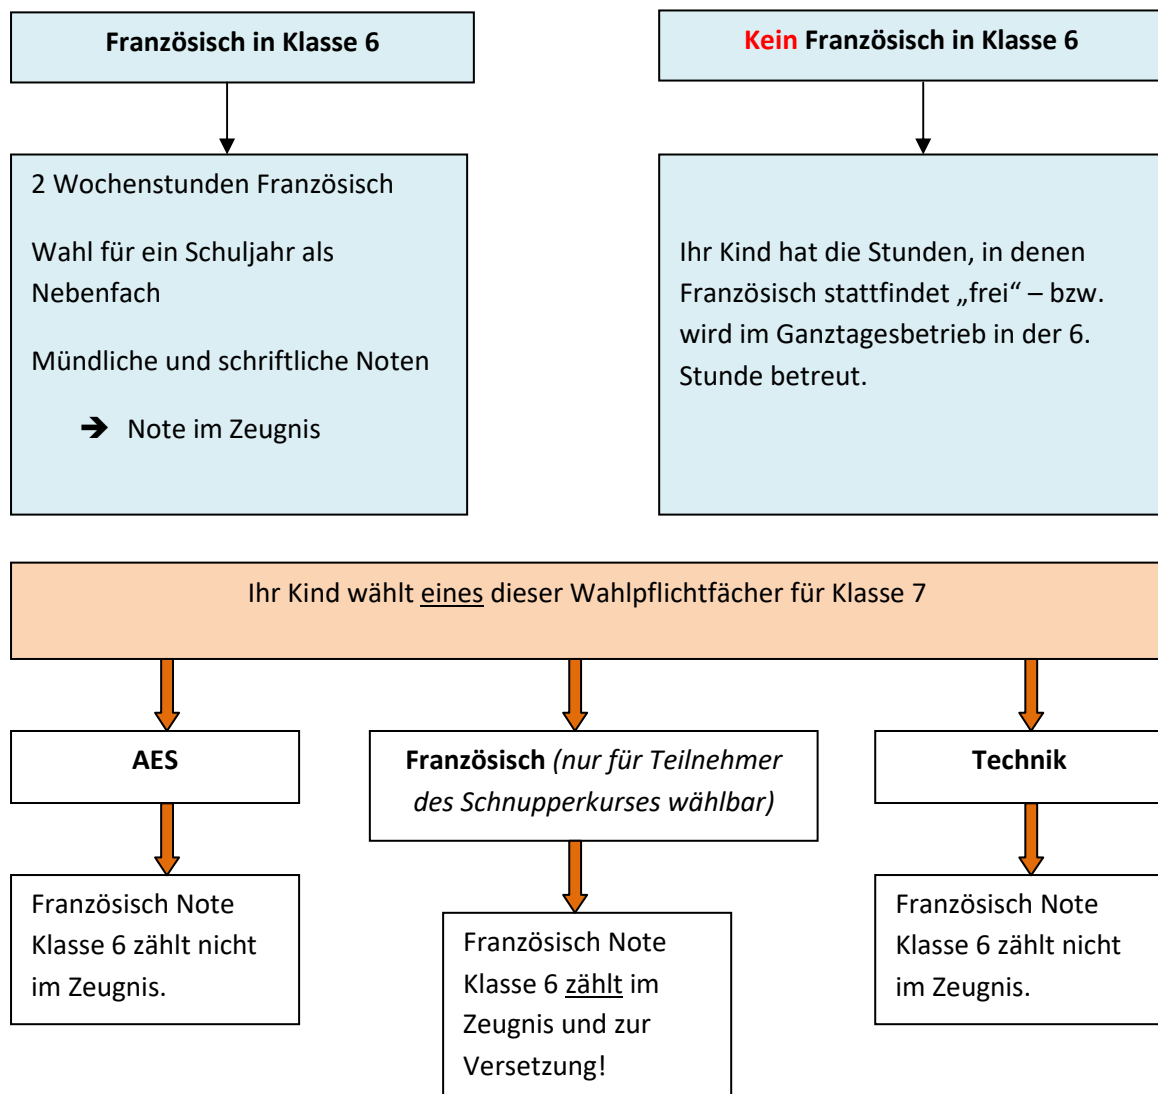 Französisch in Klasse 6
Kein Französisch in Klasse 6
2 Wochenstunden Französisch
Wahl für ein Schuljahr als
Nebenfach
Mündliche und schriftliche Noten
➔ Note im Zeugnis
Ihr Kind hat die Stunden, in denen
Französisch stattfindet „frei“ – bzw.
wird im Ganztagesbetrieb in der 6.
Stunde betreut.
Ihr Kind wählt eines dieser Wahlpflichtfächer für Klasse 7
AES
Französisch (nur für Teilnehmer
des Schnupperkurses wählbar)
Technik
Französisch Note
Klasse 6 zählt nicht
im Zeugnis.
Französisch Note
Klasse 6 zählt im
Zeugnis und zur
Versetzung!
Französisch Note
Klasse 6 zählt nicht
im Zeugnis.